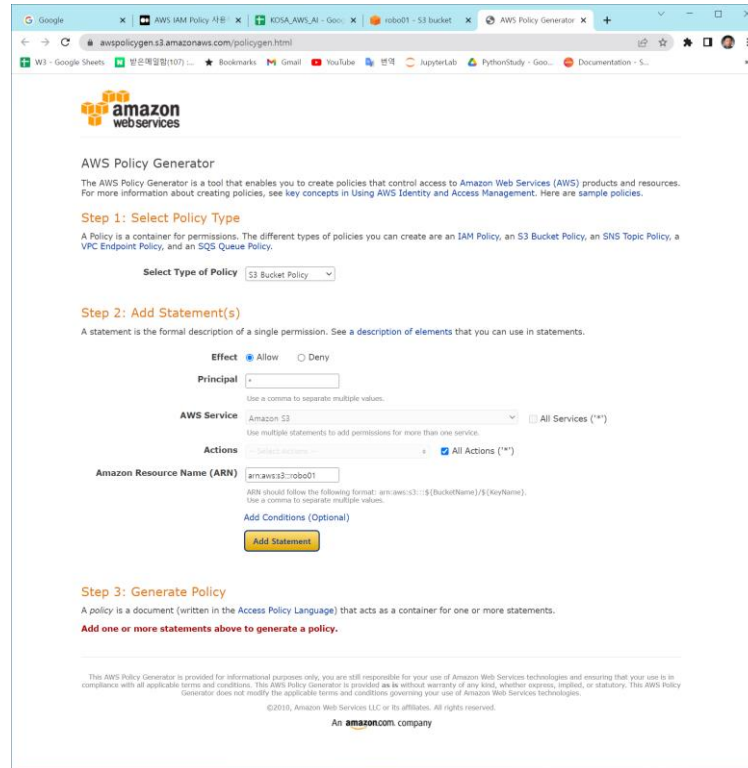 Google
AWS IAM Policy 사용
KOSA_AWS_AI - Goog
robo01 - S3 bucket
AWS Policy Generator
awspolicygen.s3.amazonaws.com/policygen.html
W3 - Google Sheets
받은메일함(107) :...
Bookmarks
Gmail
YouTube
번역
JupyterLab
PythonStudy - Goo...
Documentation - S...
amazon
webservices
AWS Policy Generator
The AWS Policy Generator is a tool that enables you to create policies that control access to Amazon Web Services (AWS) products and resources.
For more information about creating policies, see key concepts in Using AWS Identity and Access Management. Here are sample policies.
Step 1: Select Policy Type
A Policy is a container for permissions. The different types of policies you can create are an IAM Policy, an S3 Bucket Policy, an SNS Topic Policy, a
VPC Endpoint Policy, and an SQS Queue Policy.
Select Type of Policy S3 Bucket Policy
Step 2: Add Statement(s)
A statement is the formal description of a single permission. See a description of elements that you can use in statements.
Effect Allow Deny
Principal *
Use a comma to separate multiple values.
AWS Service Amazon S3 All Services ('*')
Use multiple statements to add permissions for more than one service.
Actions -- Select Actions -- All Actions ('*')
Amazon Resource Name (ARN) arn:aws:s3:::robo01
ARN should follow the following format: arn:aws:s3:::${BucketName}/${KeyName}.
Use a comma to separate multiple values.
Add Conditions (Optional)
Add Statement
Step 3: Generate Policy
A policy is a document (written in the Access Policy Language) that acts as a container for one or more statements.
Add one or more statements above to generate a policy.
This AWS Policy Generator is provided for informational purposes only, you are still responsible for your use of Amazon Web Services technologies and ensuring that your use is in
compliance with all applicable terms and conditions. This AWS Policy Generator is provided as is without warranty of any kind, whether express, implied, or statutory. This AWS Policy
Generator does not modify the applicable terms and conditions governing your use of Amazon Web Services technologies.
©2010, Amazon Web Services LLC or its affiliates. All rights reserved.
An amazon.com. company